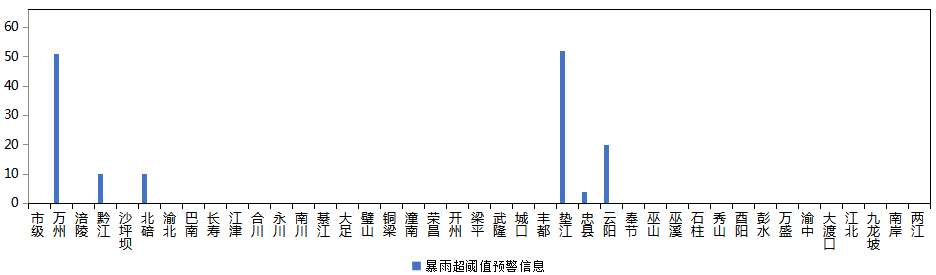 60
50
40
30
20
10
0
市级
万州
涪陵
黔江
沙坪坝
北碚
渝北
巴南
长寿
江津
合川
永川
南川
綦江
大足
璧山
铜梁
潼南
荣昌
开州
梁平
武隆
城口
丰都
垫江
忠县
云阳
奉节
巫山
巫溪
石柱
秀山
酉阳
彭水
万盛
渝中
大渡口
江北
九龙坡
南岸
两江
暴雨超阈值预警信息